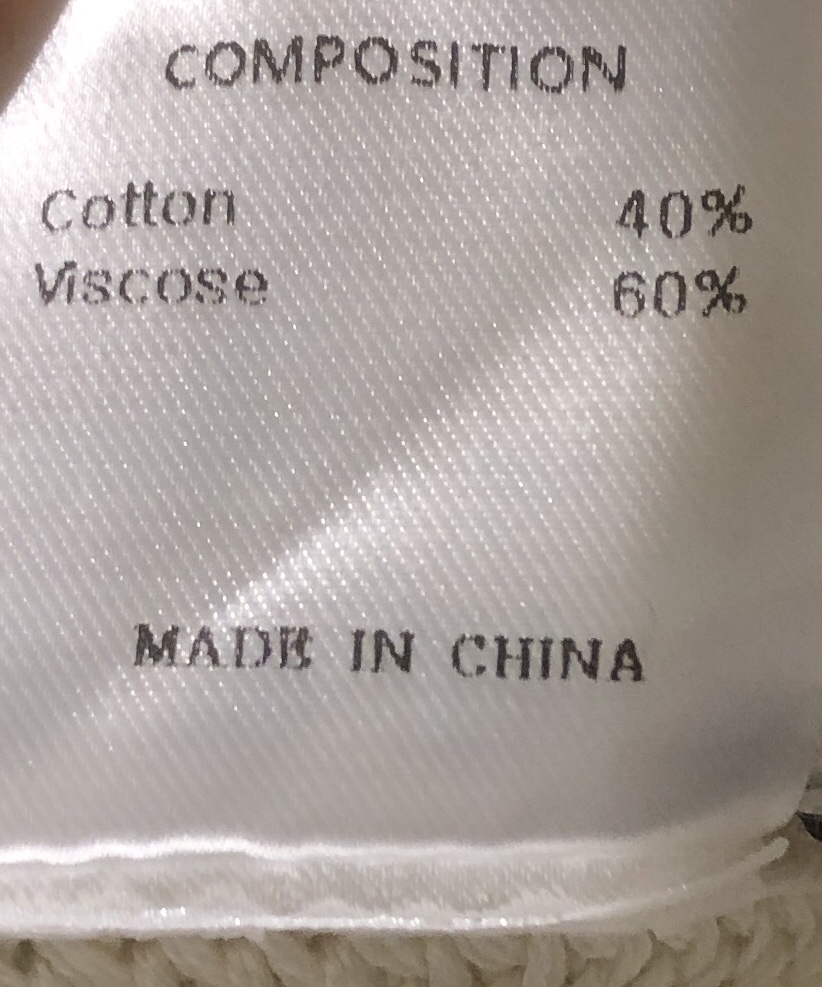 COMPOSITION
Cotton 40%
Viscose 60%
MADE IN CHINA